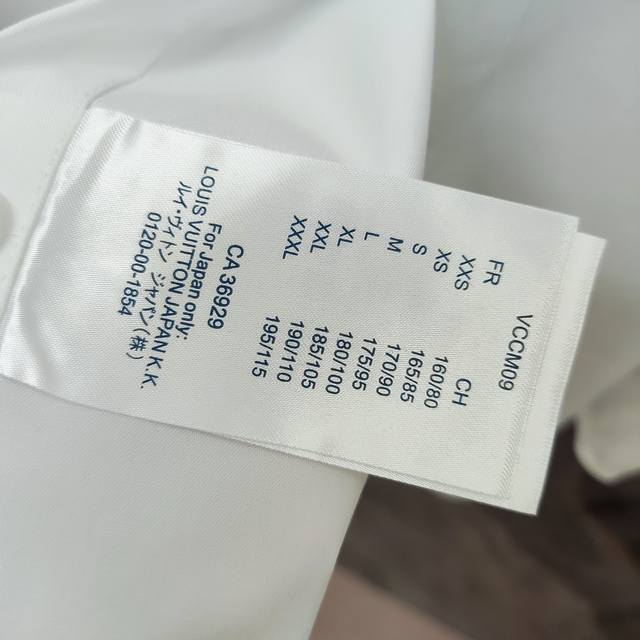 VCCM09
FR CH
XXS 160/80
XS 165/85
S 170/90
M 175/95
L 180/100
XL 185/105
XXL 190/110
XXXL 195/115
CA 36929
For Japan only:
LOUIS VUITTON JAPAN K.K.
ルイ・ヴィトン ジャパン(株)
0120-00-1854